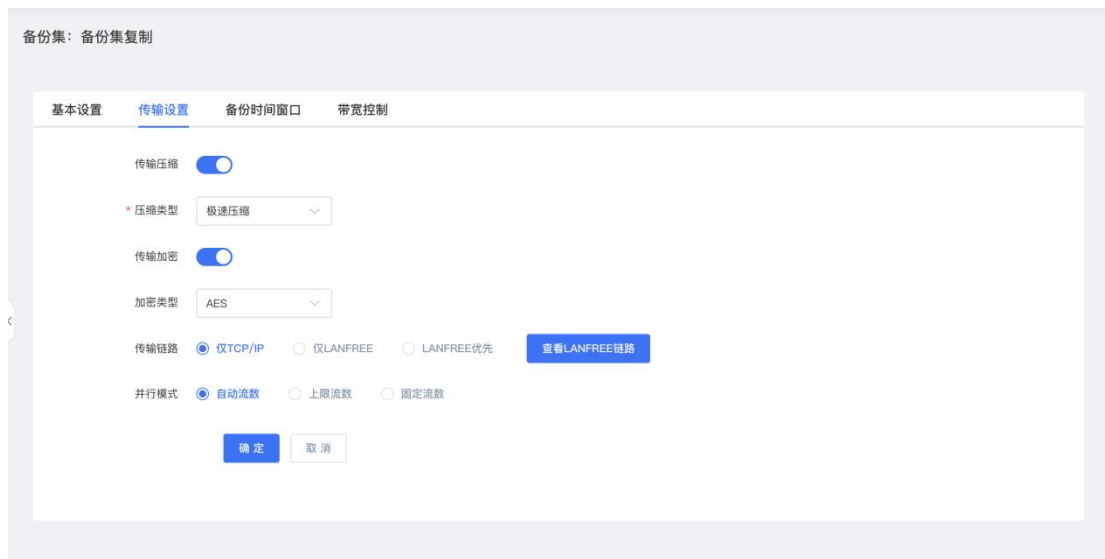 备份集：备份集复制
基本设置 传输设置 备份时间窗口 带宽控制
传输压缩
* 压缩类型 极速压缩
传输加密
加密类型 AES
传输链路 仅TCP/IP 仅LANFREE LANFREE优先 查看LANFREE链路
并行模式 自动流数 上限流数 固定流数
确 定 取 消